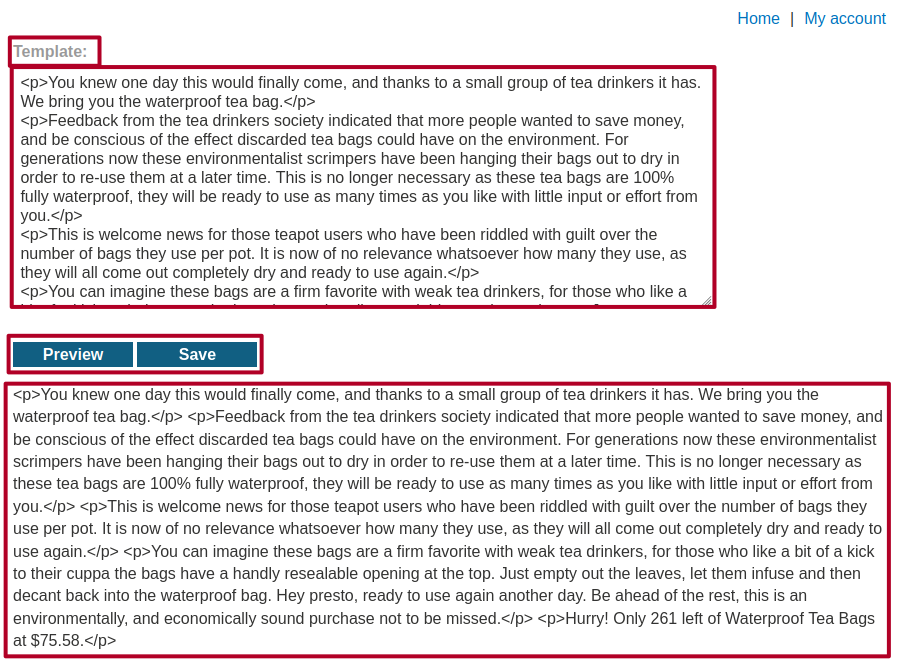 Home | My account
Template:
<p>You knew one day this would finally come, and thanks to a small group of tea drinkers it has.
We bring you the waterproof tea bag.</p>
<p>Feedback from the tea drinkers society indicated that more people wanted to save money,
and be conscious of the effect discarded tea bags could have on the environment. For
generations now these environmentalist scrimpers have been hanging their bags out to dry in
order to re-use them at a later time. This is no longer necessary as these tea bags are 100%
fully waterproof, they will be ready to use as many times as you like with little input or effort from
you.</p>
<p>This is welcome news for those teapot users who have been riddled with guilt over the
number of bags they use per pot. It is now of no relevance whatsoever how many they use, as
they will all come out completely dry and ready to use again.</p>
<p>You can imagine these bags are a firm favorite with weak tea drinkers, for those who like a
Preview Save
<p>You knew one day this would finally come, and thanks to a small group of tea drinkers it has. We bring you the
waterproof tea bag.</p> <p>Feedback from the tea drinkers society indicated that more people wanted to save money, and
be conscious of the effect discarded tea bags could have on the environment. For generations now these environmentalist
scrimpers have been hanging their bags out to dry in order to re-use them at a later time. This is no longer necessary as
these tea bags are 100% fully waterproof, they will be ready to use as many times as you like with little input or effort from
you.</p> <p>This is welcome news for those teapot users who have been riddled with guilt over the number of bags they
use per pot. It is now of no relevance whatsoever how many they use, as they will all come out completely dry and ready to
use again.</p> <p>You can imagine these bags are a firm favorite with weak tea drinkers, for those who like a bit of a kick
to their cuppa the bags have a handly resealable opening at the top. Just empty out the leaves, let them infuse and then
decant back into the waterproof bag. Hey presto, ready to use again another day. Be ahead of the rest, this is an
environmentally, and economically sound purchase not to be missed.</p> <p>Hurry! Only 261 left of Waterproof Tea Bags
at $75.58.</p>